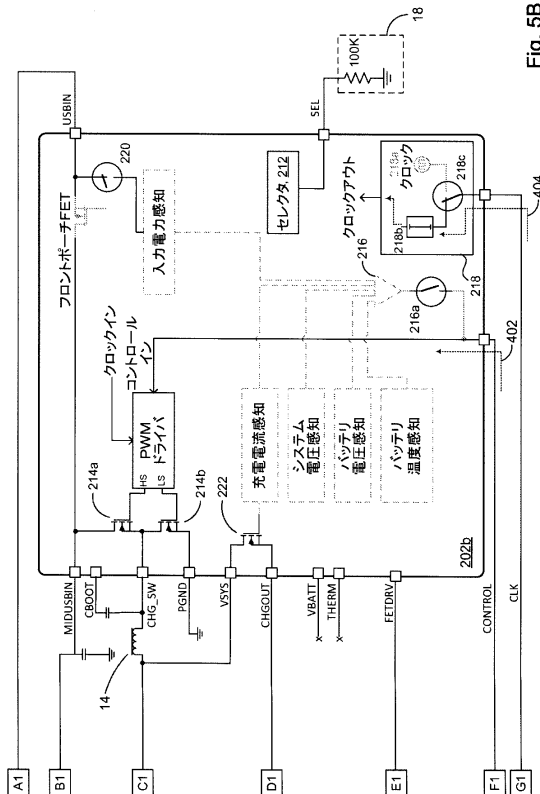 A1
B1
C1
D1
E1
F1
G1
14
MIDUSBIN
CBOOT
CHG_SW
PGND
VSYS
CHGOUT
VBATT
THERM
FETDRV
CONTROL
CLK
USBIN
SEL
18
100K
フロントポーチFET
220
入力電力感知
クロックイン
コントロール
イン
PWM
ドライバ
HS
LS
214a
214b
222
充電電流感知
システム
電圧感知
バッテリ
電圧感知
バッテリ
温度感知
セレクタ 212
216
216a
クロックアウト
218a
クロック
218b
218c
218
402
404
202b
Fig. 5B